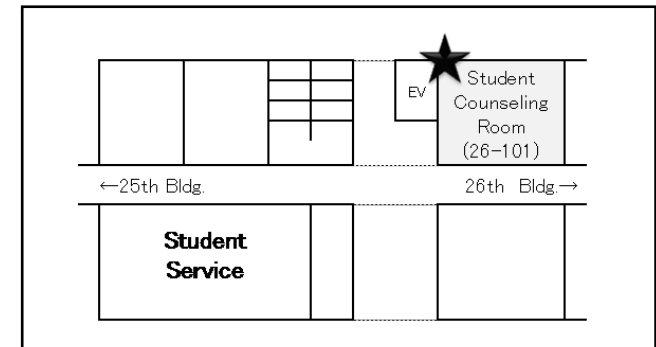 EV
Student
Counseling
Room
(26-101)
←25th Bldg.
26th Bldg.→
Student
Service